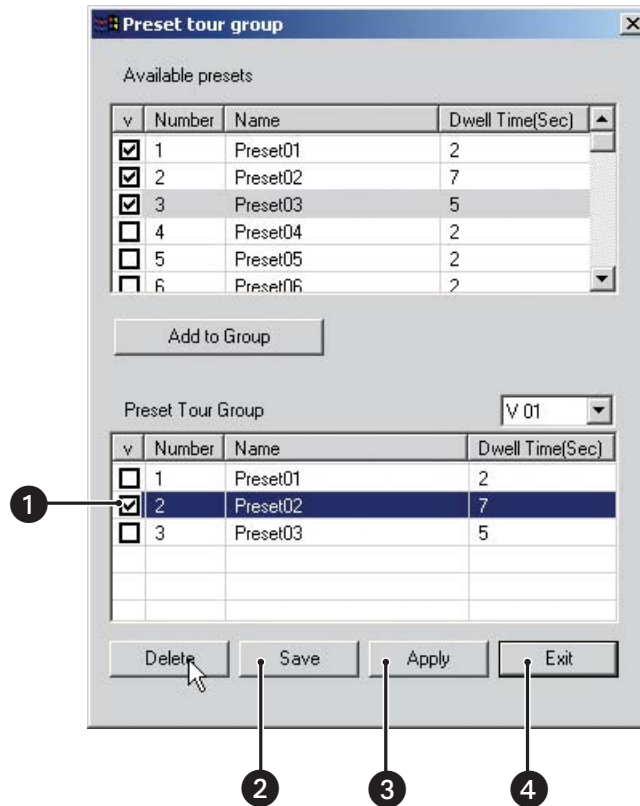 Preset tour group
Available presets
v Number Name Dwell Time(Sec)
1 Preset01 2
2 Preset02 7
3 Preset03 5
4 Preset04 2
5 Preset05 2
6 Preset06 2
Add to Group
Preset Tour Group V 01
v Number Name Dwell Time(Sec)
1 Preset01 2
1 2 Preset02 7
3 Preset03 5
Delete Save Apply Exit
2 3 4